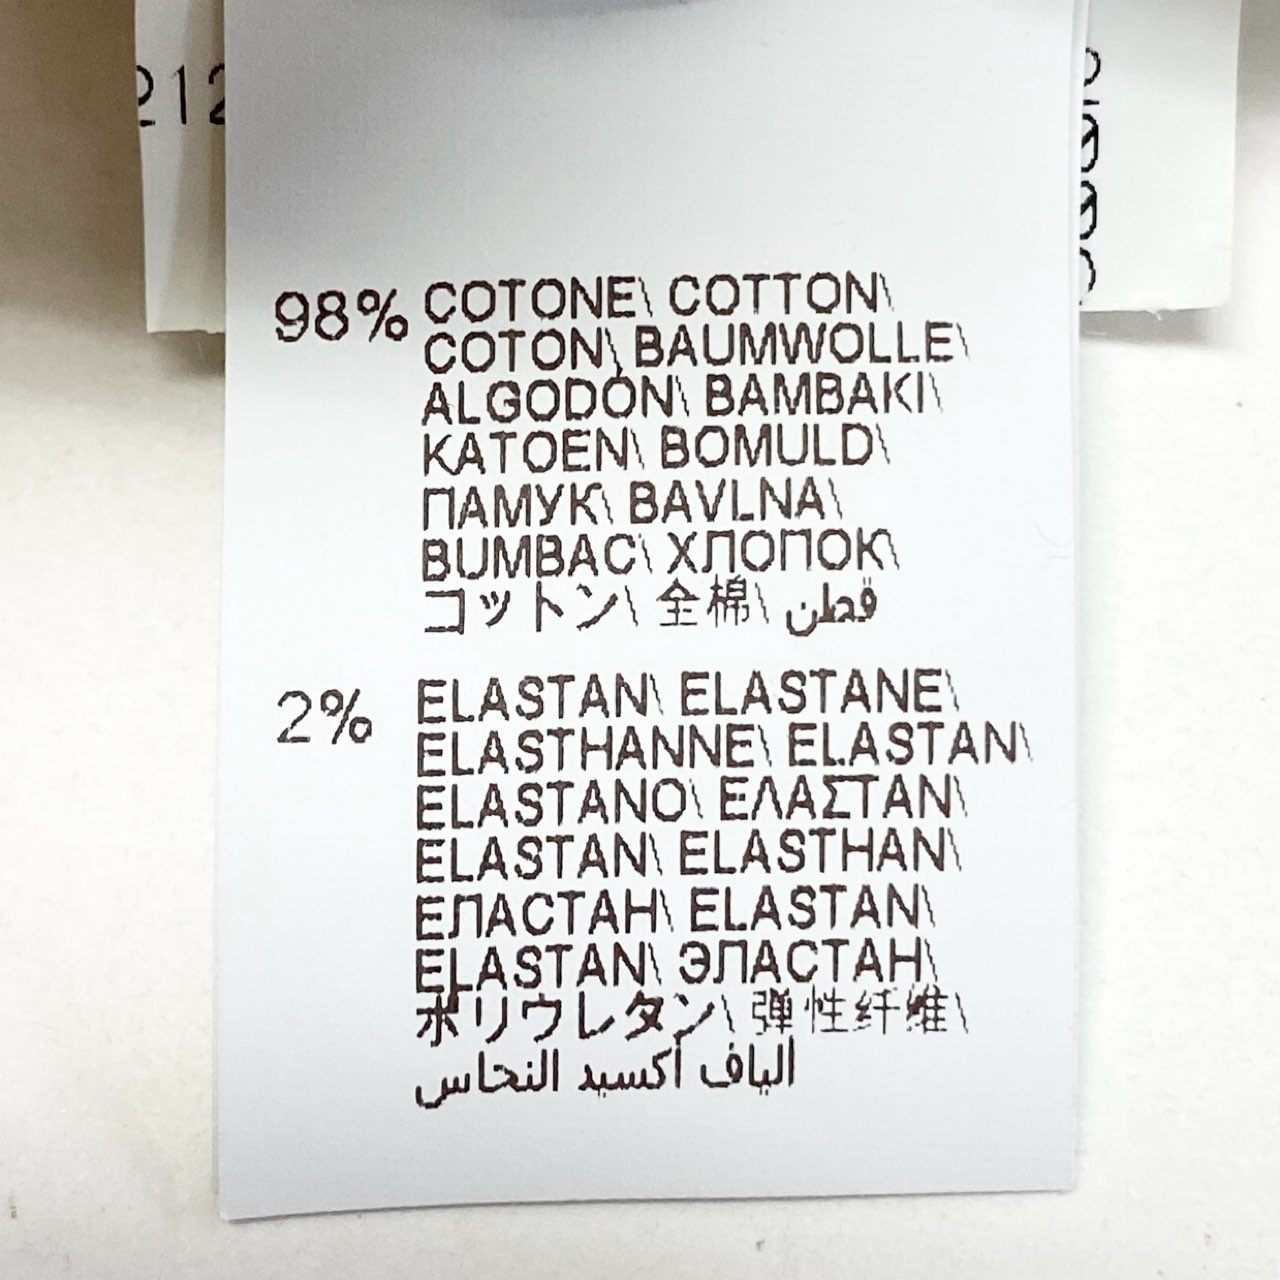 212
98% COTONE\ COTTON\
COTON\ BAUMWOLLE\
ALGODÓN\ BAMBAKI\
KATOEN\ BOMULD\
ПАМУК\ BAVLNA\
BUMBAC\ ХЛОПОК\
コットン\ 全棉\ قطن
2% ELASTAN\ ELASTANE\
ELASTHANNE\ ELASTAN\
ELASTANO\ ΕΛΑΣΤΑΝ\
ELASTAN\ ELASTHAN\
ЕЛАСТАН\ ELASTAN\
ELASTAN\ ЭЛАСТАН\
ポリウレタン\ 弹性纤维\
الياف أكسيد النحاس